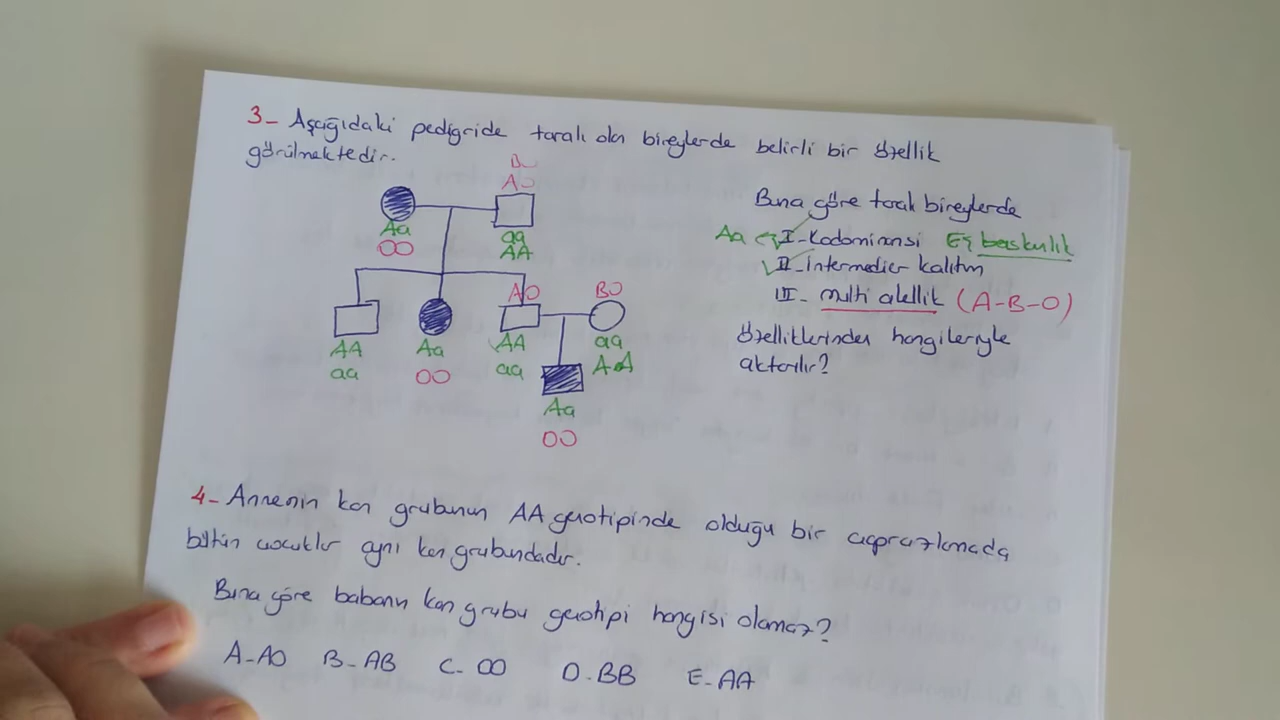 3- Aşağıdaki pedigride taralı olan bireylerde belirli bir özellik
görülmektedir.
AO
Aa
OO
aa
AA
AO
BO
AA
aa
Aa
OO
AA
aa
aa
AA
Aa
OO
Buna göre taralı bireylerde
Aa I- Kodominansi Eş baskınlık
II- intermedier kalıtım
III- multi alellik (A-B-O)
özelliklerinden hangileriyle
aktarılır?
4- Annenin kan grubunun AA genotipinde olduğu bir çaprazlamada
bütün çocuklar aynı kan grubundadır.
Buna göre babanın kan grubu genotipi hangisi olamaz?
A-AO B-AB C-OO D-BB E-AA